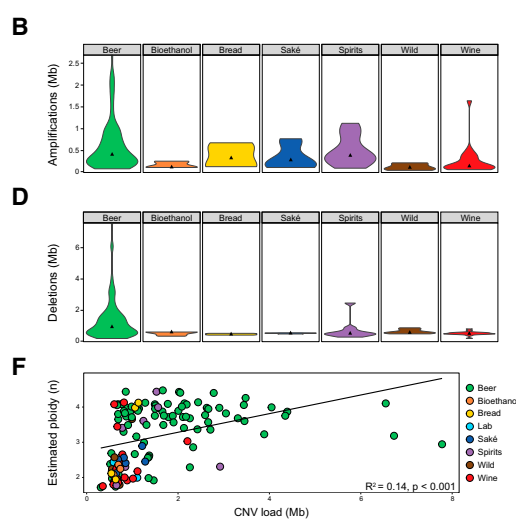 B
Beer Bioethanol Bread Saké Spirits Wild Wine
Amplifications (Mb)
2.5
2
1.5
1
0.5
0
D
Beer Bioethanol Bread Saké Spirits Wild Wine
Deletions (Mb)
6
4
2
0
F
Estimated ploidy (n)
4
3
2
0 2 4 6 8
CNV load (Mb)
R² = 0.14, p < 0.001
Beer
Bioethano
Bread
Lab
Saké
Spirits
Wild
Wine